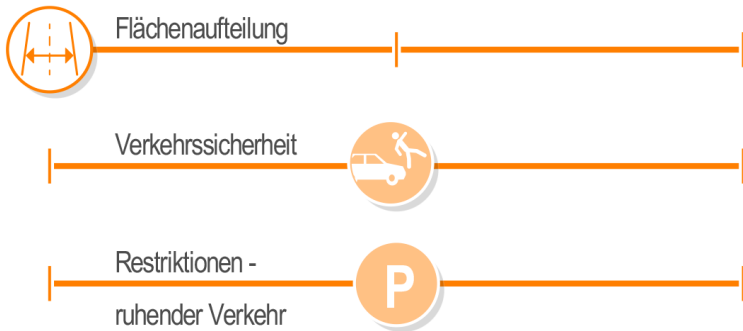 Flächenaufteilung
Verkehrssicherheit
Restriktionen -
P
ruhender Verkehr